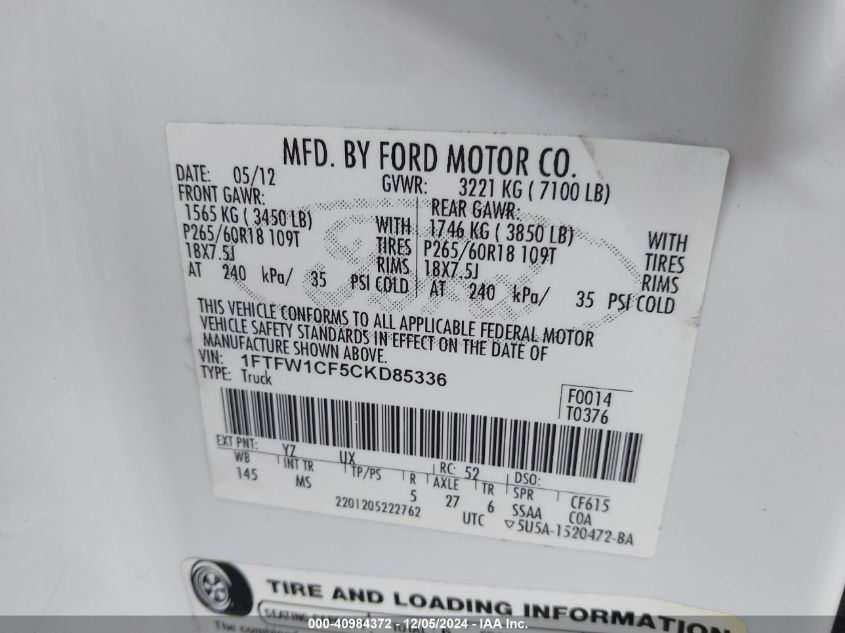 MFD. BY FORD MOTOR CO.
DATE: 05/12 GVWR: 3221 KG ( 7100 LB)
FRONT GAWR: REAR GAWR:
1565 KG ( 3450 LB) WITH 1746 KG ( 3850 LB) WITH
P265/60R18 109T TIRES P265/60R18 109T TIRES
18X7.5J RIMS 18X7.5J RIMS
AT 240 kPa/ 35 PSI COLD AT 240 kPa/ 35 PSI COLD
THIS VEHICLE CONFORMS TO ALL APPLICABLE FEDERAL MOTOR
VEHICLE SAFETY STANDARDS IN EFFECT ON THE DATE OF
MANUFACTURE SHOWN ABOVE.
VIN: 1FTFW1CF5CKD85336
TYPE: Truck
F0014
T0376
EXT PNT: YZ UX RC: 52 DSO:
WB INT TR TP/PS R AXLE TR SPR CF615
145 MS 5 27 6 SSAA COA
2201205222762 UTC ▽5U5A-1520472-BA
TIRE AND LOADING INFORMATION
SEATING
The combined
000-40984372 - 12/05/2024 - IAA Inc.